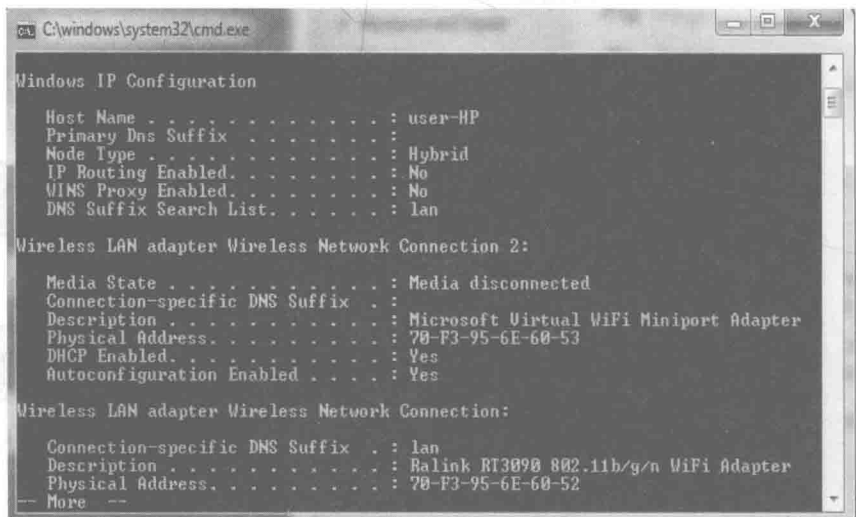 C:\windows\system32\cmd.exe
Windows IP Configuration
Host Name . . . . . . . . . . . . : user-HP
Primary Dns Suffix . . . . . . . :
Node Type . . . . . . . . . . . . : Hybrid
IP Routing Enabled. . . . . . . . : No
WINS Proxy Enabled. . . . . . . . : No
DNS Suffix Search List. . . . . . : lan
Wireless LAN adapter Wireless Network Connection 2:
Media State . . . . . . . . . . . : Media disconnected
Connection-specific DNS Suffix . :
Description . . . . . . . . . . . : Microsoft Virtual WiFi Miniport Adapter
Physical Address. . . . . . . . . : 70-F3-95-6E-60-53
DHCP Enabled. . . . . . . . . . . : Yes
Autoconfiguration Enabled . . . . : Yes
Wireless LAN adapter Wireless Network Connection:
Connection-specific DNS Suffix . : lan
Description . . . . . . . . . . . : Ralink RT3090 802.11b/g/n WiFi Adapter
Physical Address. . . . . . . . . : 70-F3-95-6E-60-52
-- More --